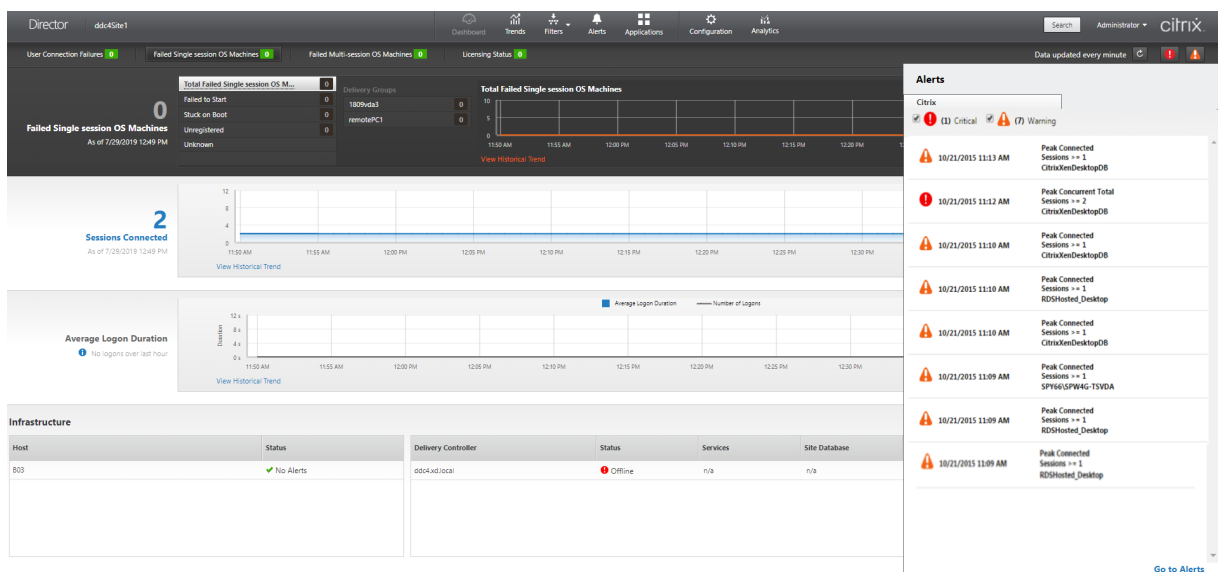 Director ddc4Site1
Dashboard Trends Filters Alerts Applications Configuration Analytics
Search Administrator citrix.
User Connection Failures 0 Failed Single session OS Machines 0 Failed Multi-session OS Machines 0 Licensing Status 0
Data updated every minute
0
Failed Single session OS Machines
As of 7/29/2019 12:49 PM
Total Failed Single session OS M... 0
Failed to Start 0
Stuck on Boot 0
Unregistered 0
Unknown
Delivery Groups
1809vda3 0
remotePC1 0
Total Failed Single session OS Machines
10
5
0
11:50 AM 11:55 AM 12:00 PM 12:05 PM 12:10 PM 12:15 PM 12:20 PM
View Historical Trend
2
Sessions Connected
As of 7/29/2019 12:49 PM
12
8
4
0
11:50 AM 11:55 AM 12:00 PM 12:05 PM 12:10 PM 12:15 PM 12:20 PM 12:25 PM 12:30 PM
View Historical Trend
Average Logon Duration
No logons over last hour
Average Logon Duration Number of Logons
Duration
12 s
8 s
4 s
0 s
11:50 AM 11:55 AM 12:00 PM 12:05 PM 12:10 PM 12:15 PM 12:20 PM 12:25 PM 12:30 PM
View Historical Trend
Infrastructure
Host Status
B03 No Alerts
Delivery Controller Status Services Site Database
ddc4.xd.local Offline n/a n/a
Alerts
Citrix
(1) Critical (7) Warning
10/21/2015 11:13 AM
Peak Connected
Sessions >= 1
CitrixXenDesktopDB
10/21/2015 11:12 AM
Peak Concurrent Total
Sessions >= 2
CitrixXenDesktopDB
10/21/2015 11:10 AM
Peak Connected
Sessions >= 1
CitrixXenDesktopDB
10/21/2015 11:10 AM
Peak Connected
Sessions >= 1
RDSHosted_Desktop
10/21/2015 11:10 AM
Peak Connected
Sessions >= 1
CitrixXenDesktopDB
10/21/2015 11:09 AM
Peak Connected
Sessions >= 1
SPY66\SPW4G-TSVDA
10/21/2015 11:09 AM
Peak Connected
Sessions >= 1
RDSHosted_Desktop
10/21/2015 11:09 AM
Peak Connected
Sessions >= 1
RDSHosted_Desktop
Go to Alerts